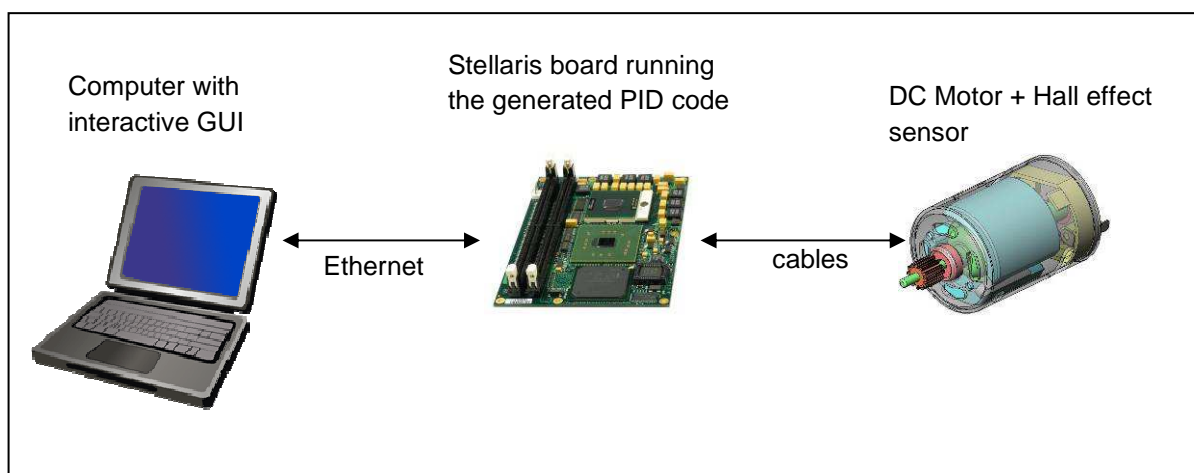 Computer with
interactive GUI
Stellaris board running
the generated PID code
DC Motor + Hall effect
sensor
Ethernet
cables